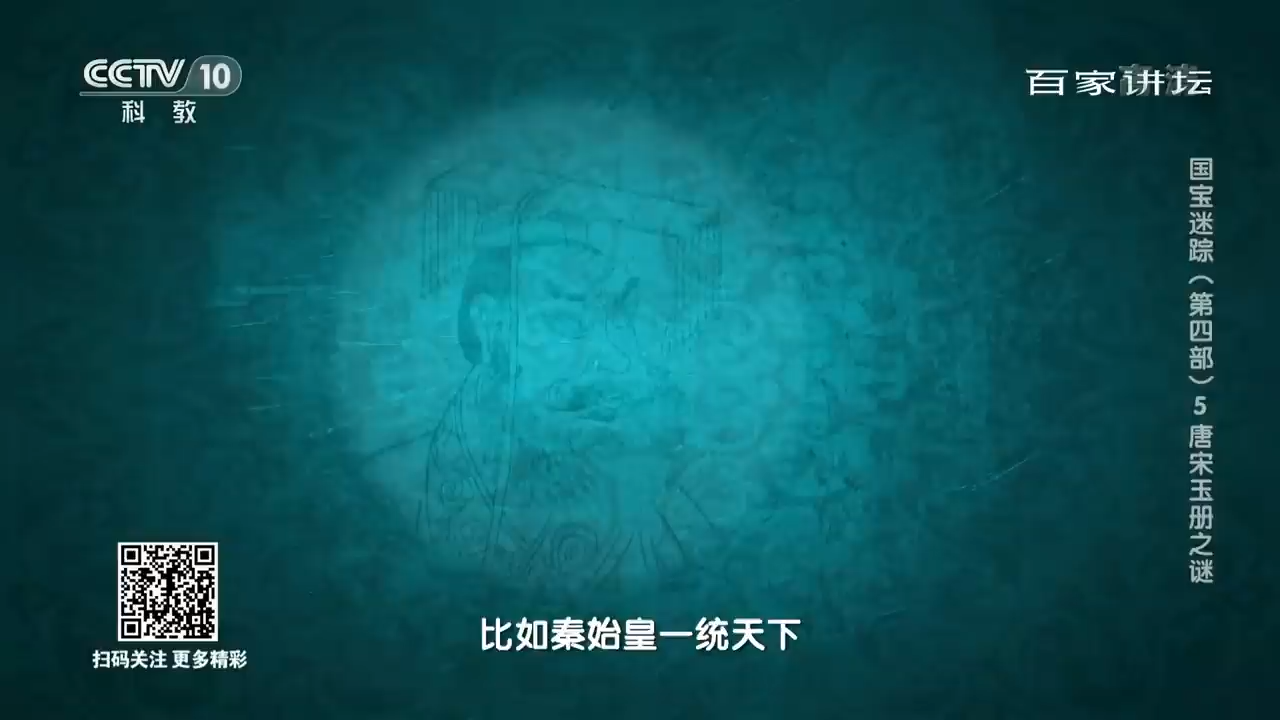 CCTV 10
科教
百家讲坛
国宝迷踪（第四部）5 唐宋玉册之谜
比如秦始皇一统天下
扫码关注 更多精彩